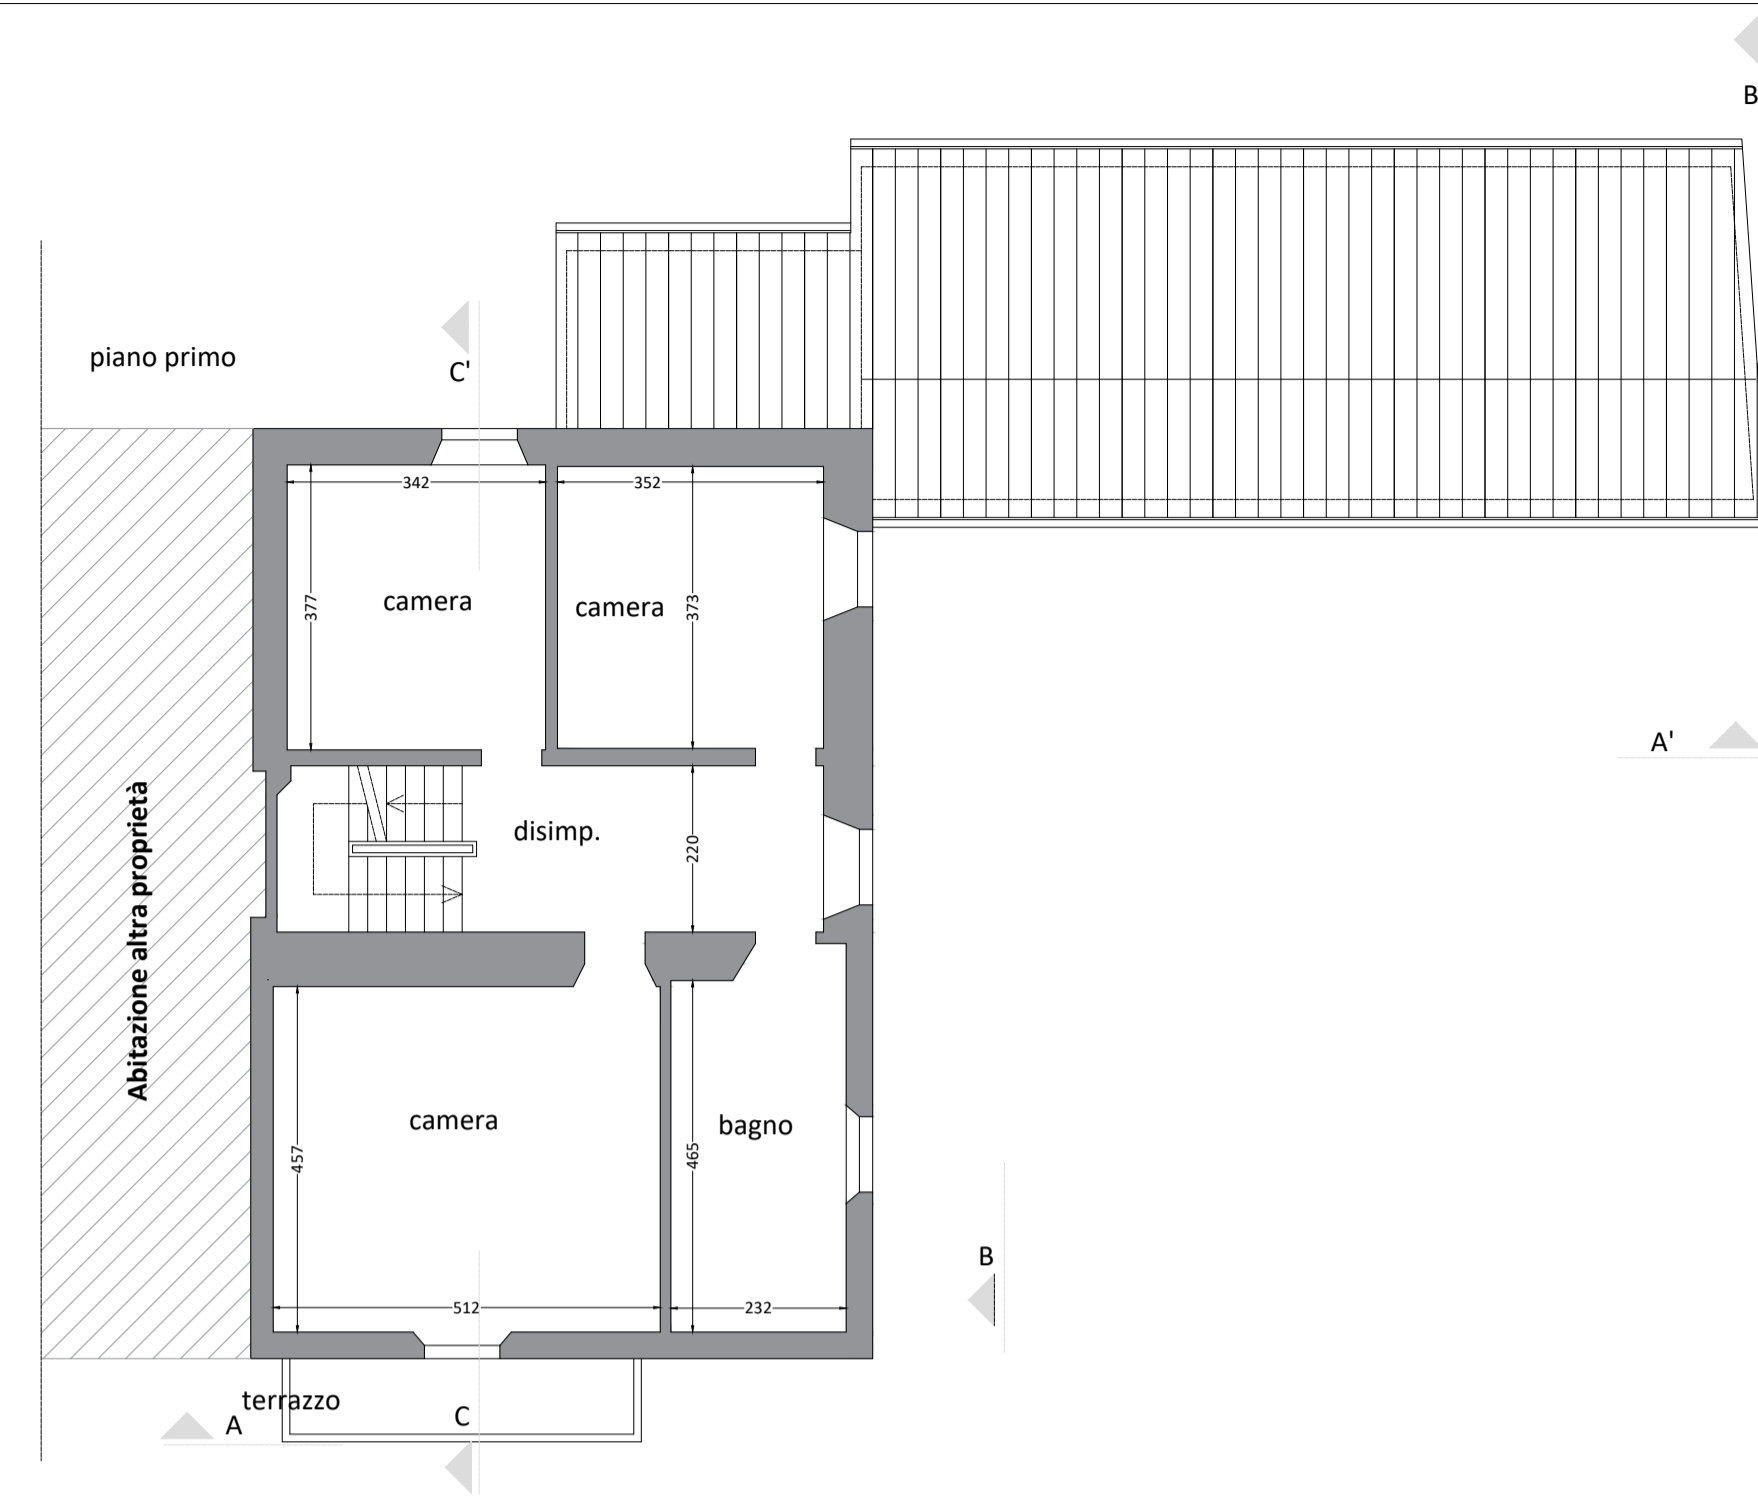 B
piano primo
C'
342
352
377
camera
camera
373
A'
Abitazione altra proprietà
disimp.
220
camera
bagno
457
465
B
512
232
terrazzo
A
C